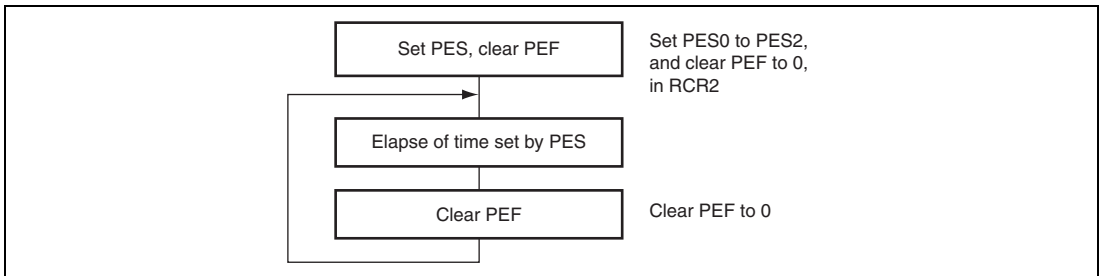 Set PES, clear PEF
Set PES0 to PES2,
and clear PEF to 0,
in RCR2
Elapse of time set by PES
Clear PEF
Clear PEF to 0